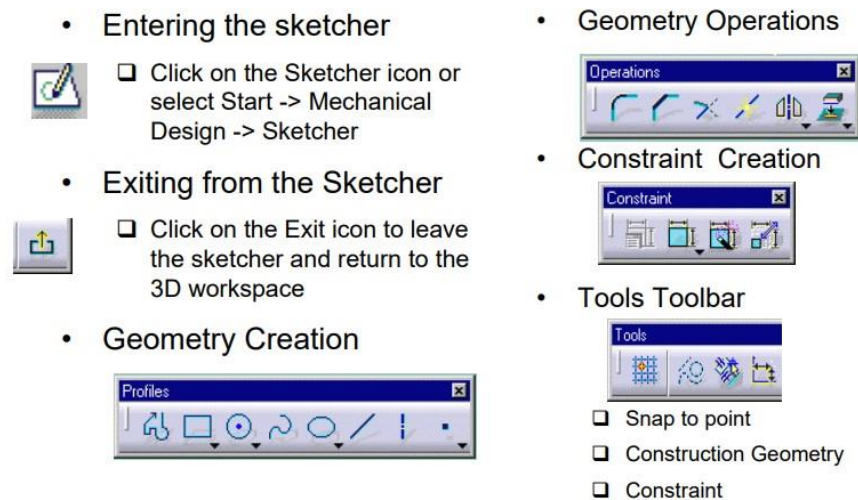 • Entering the sketcher
❑ Click on the Sketcher icon or
select Start -> Mechanical
Design -> Sketcher
• Exiting from the Sketcher
❑ Click on the Exit icon to leave
the sketcher and return to the
3D workspace
• Geometry Creation
Profiles
• Geometry Operations
Operations
• Constraint Creation
Constraint
• Tools Toolbar
Tools
❑ Snap to point
❑ Construction Geometry
❑ Constraint